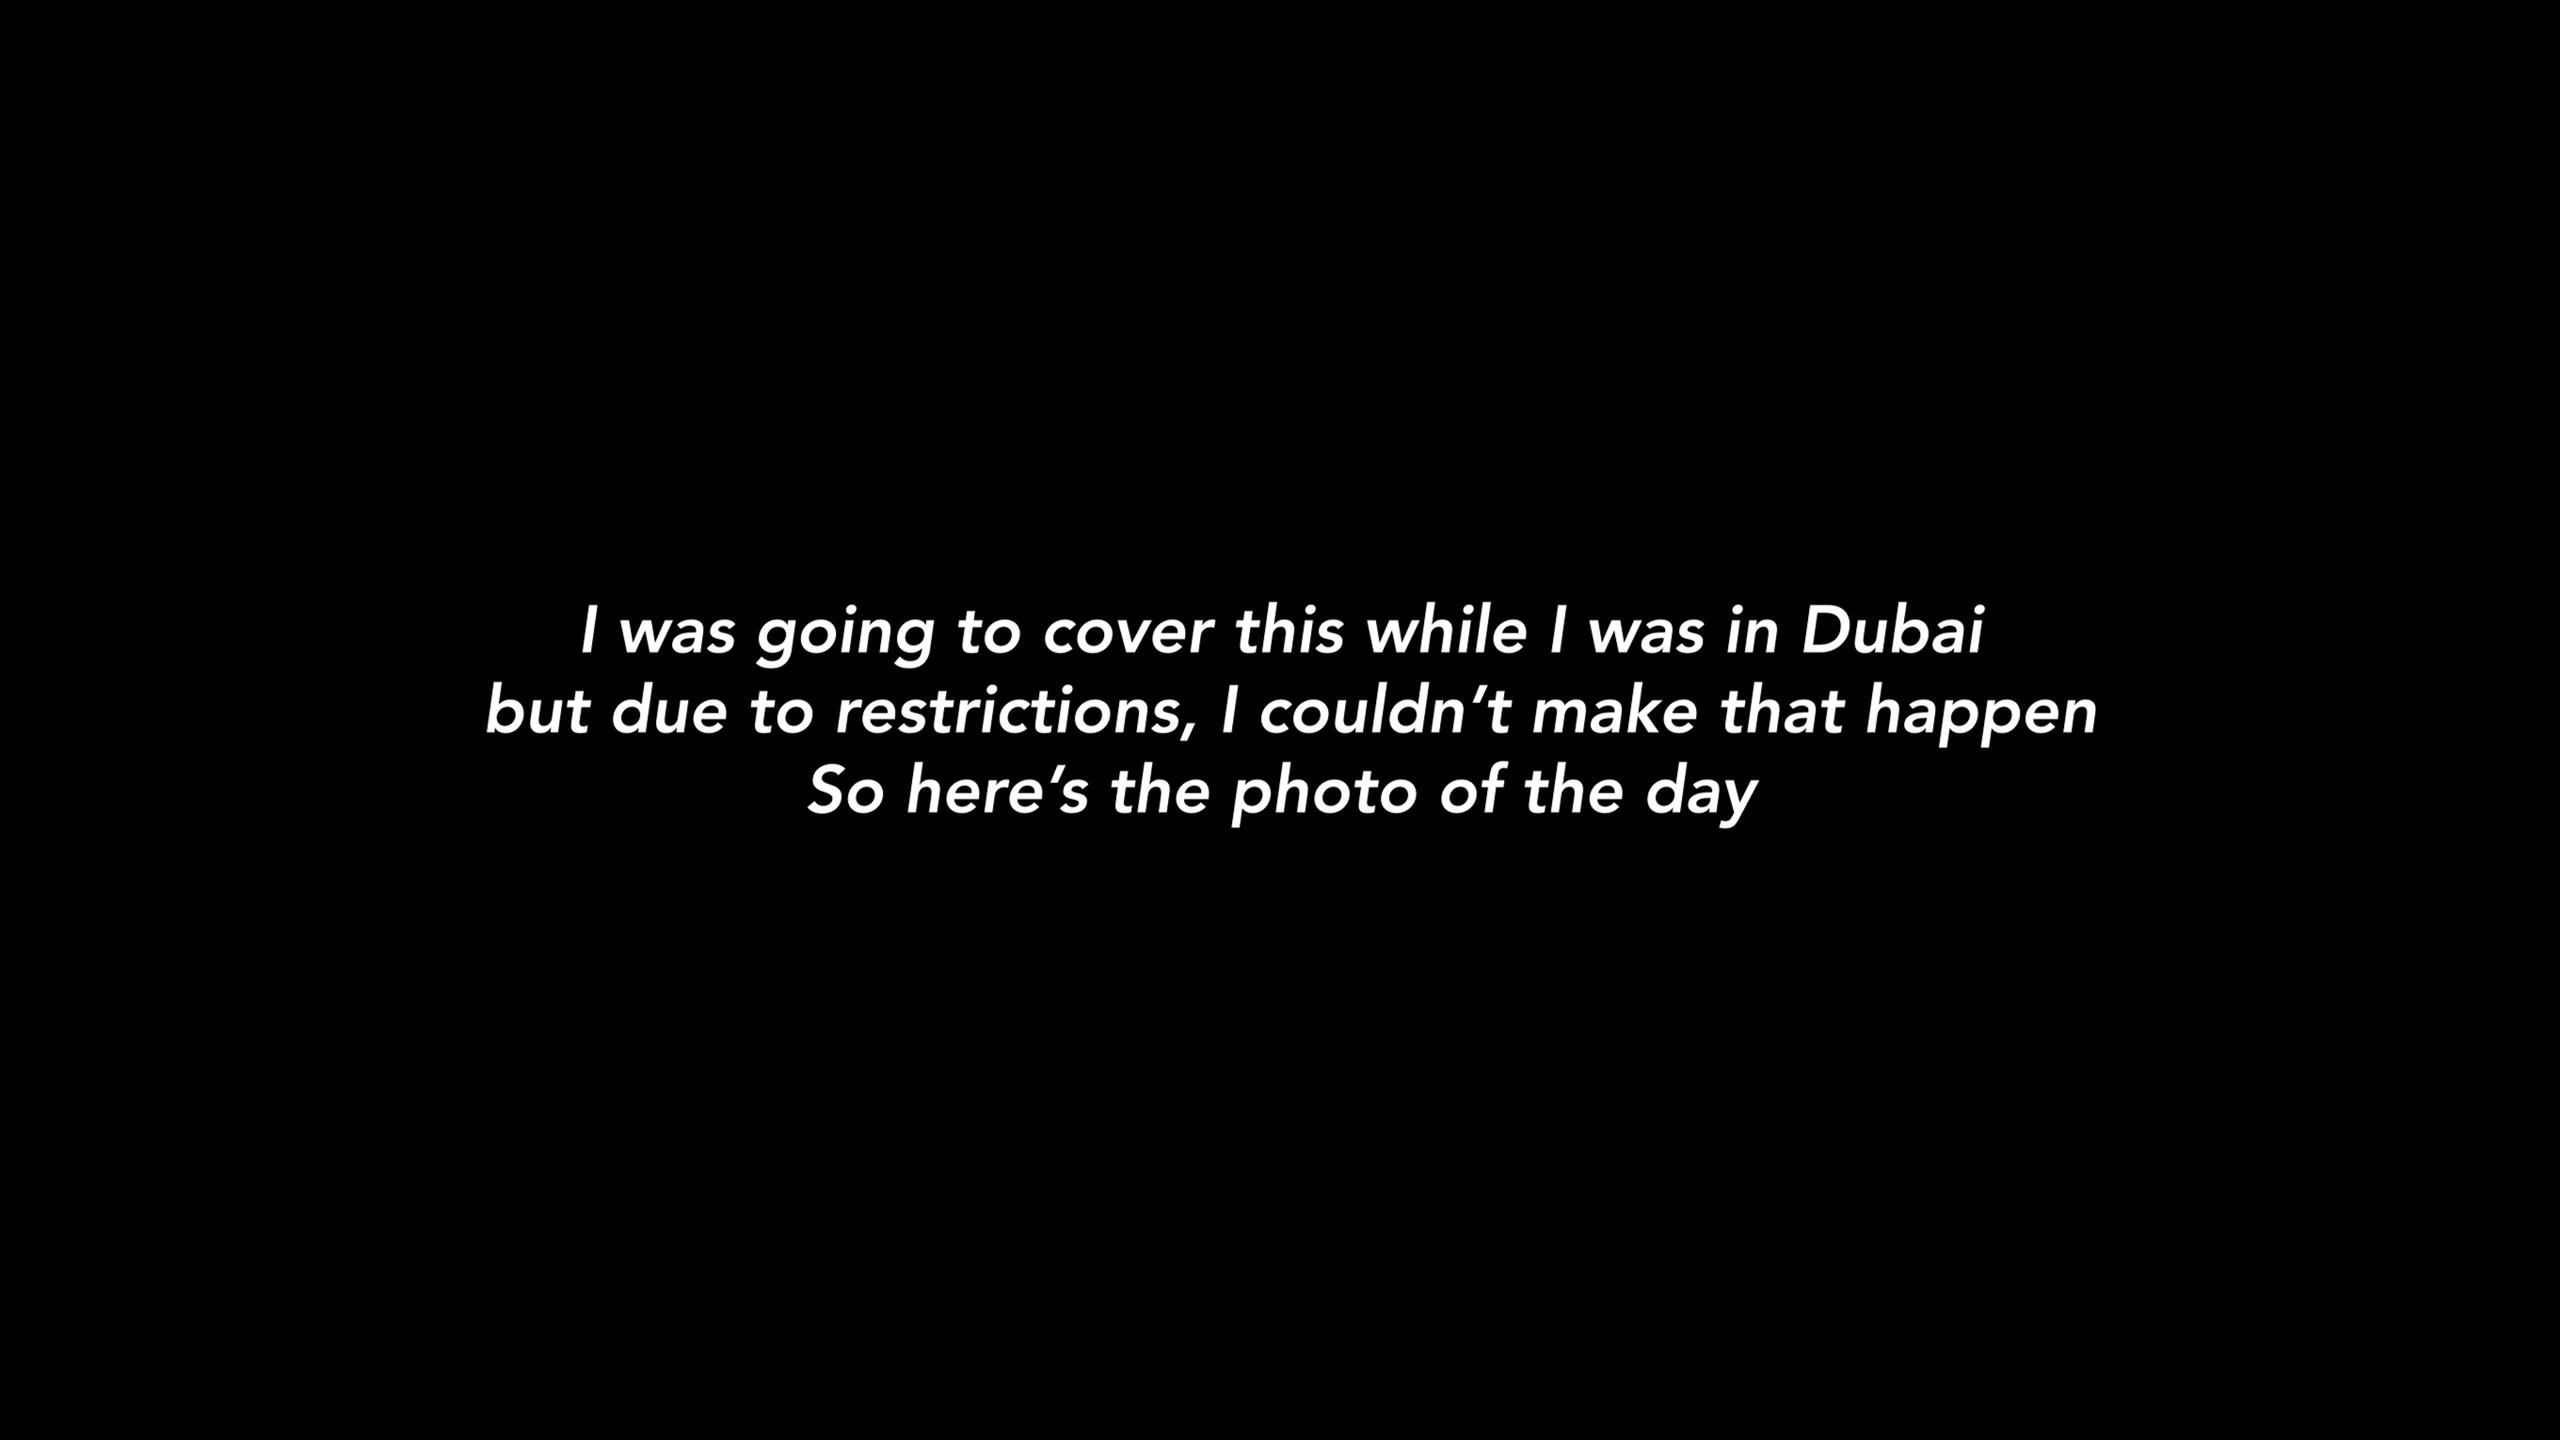 I was going to cover this while I was in Dubai
but due to restrictions, I couldn’t make that happen
So here’s the photo of the day